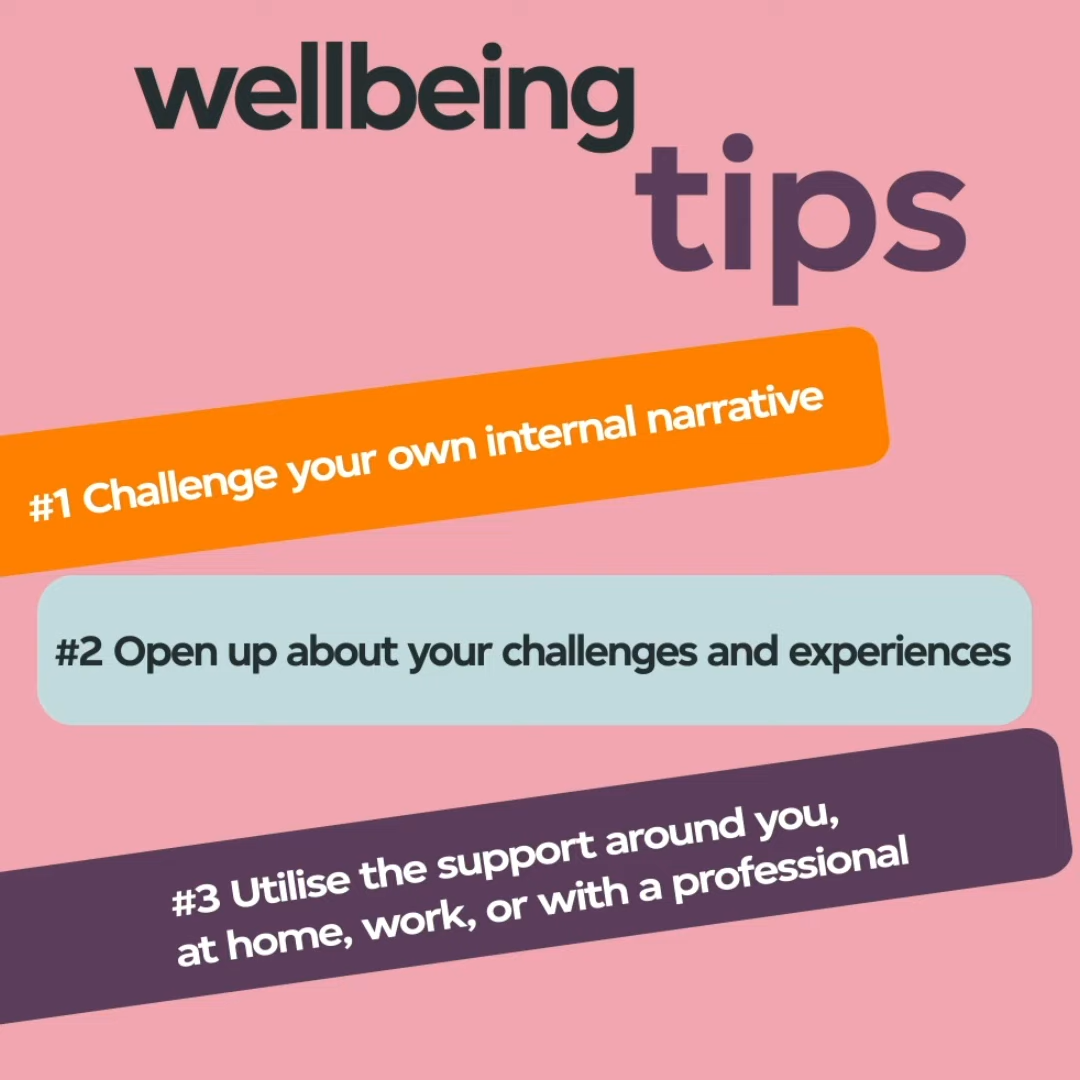 wellbeing
tips
#1 Challenge your own internal narrative
#2 Open up about your challenges and experiences
#3 Utilise the support around you,
at home, work, or with a professional